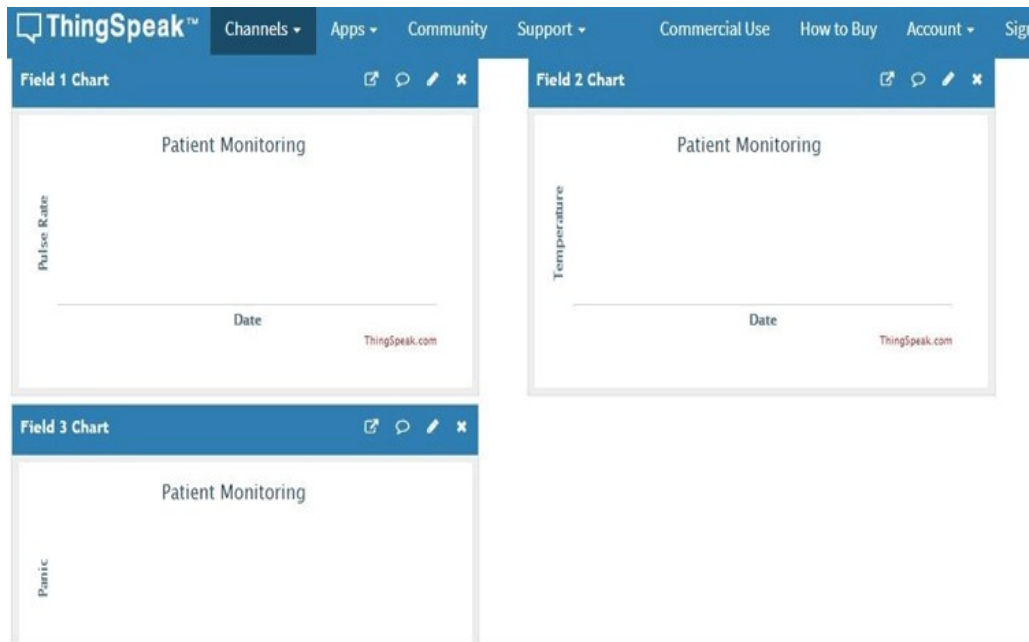 ThingSpeak™ Channels Apps Community Support Commercial Use How to Buy Account
Field 1 Chart
Patient Monitoring
Pulse Rate
Date
ThingSpeak.com
Field 2 Chart
Patient Monitoring
Temperature
Date
ThingSpeak.com
Field 3 Chart
Patient Monitoring
Panic